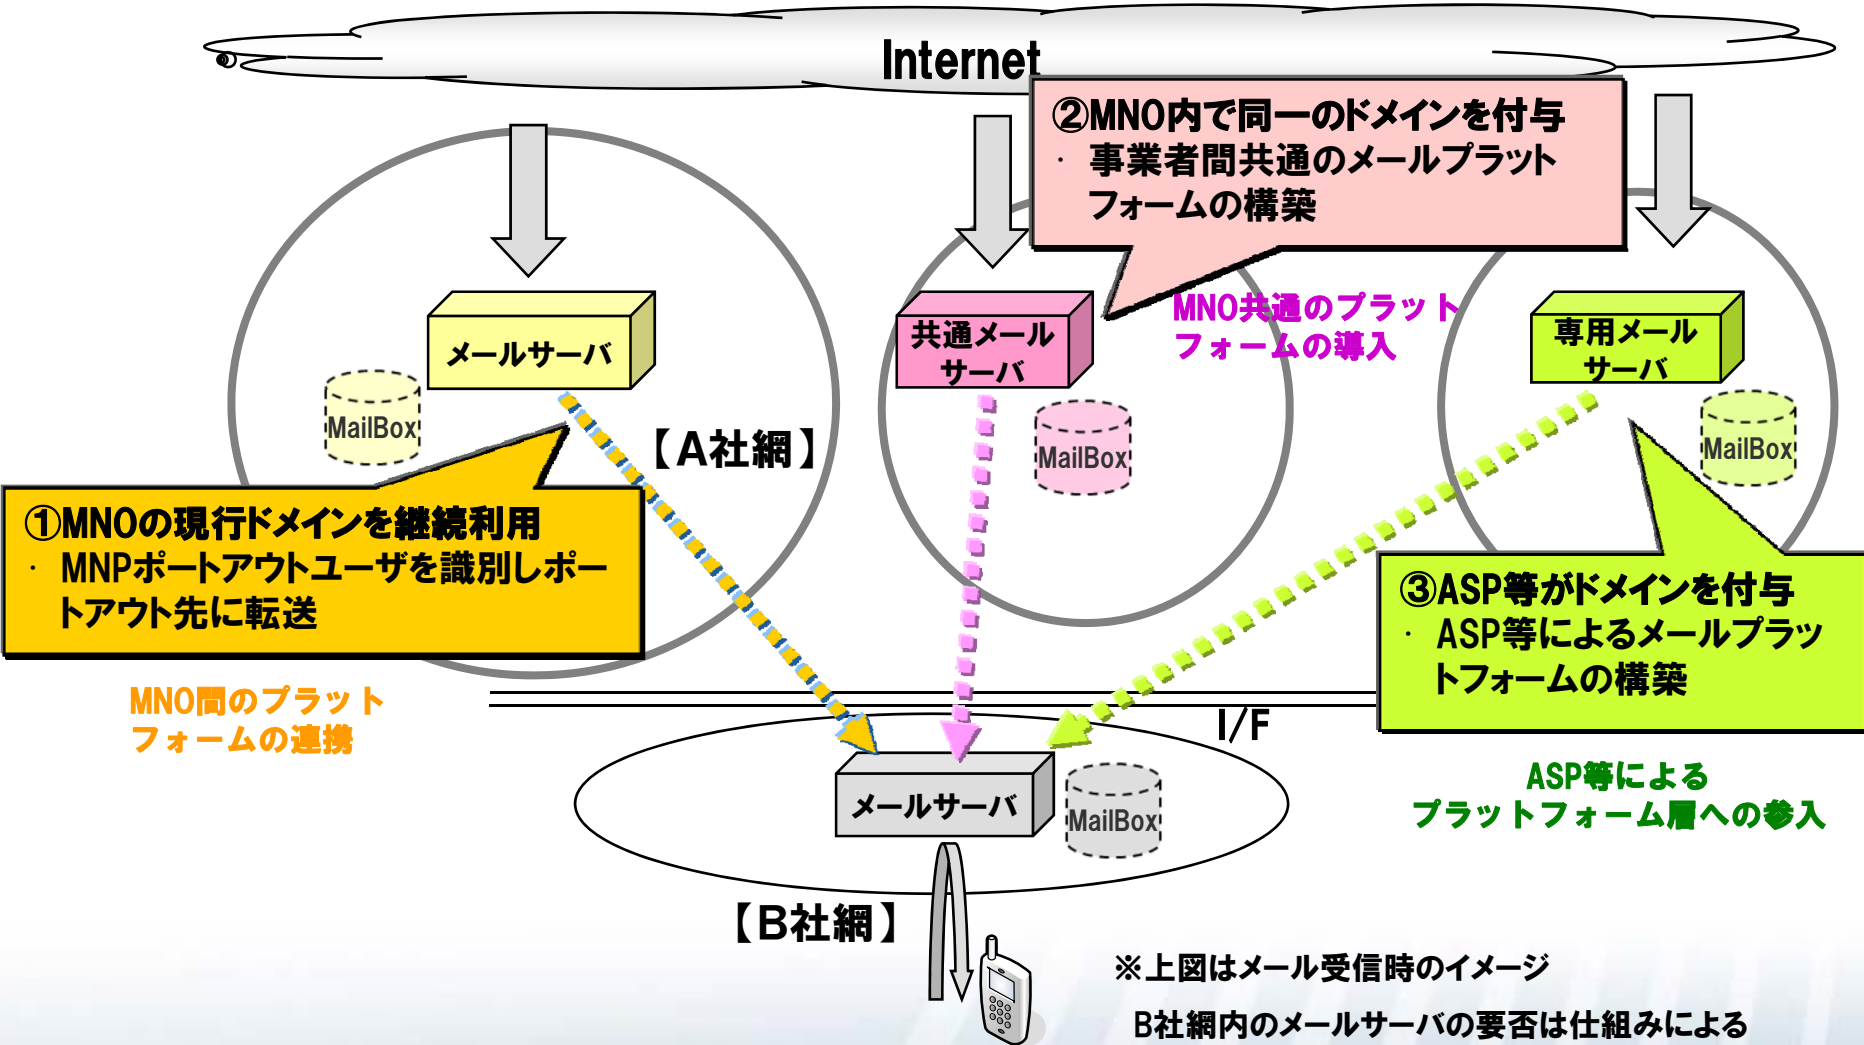 Internet
②MNO内で同一のドメインを付与
· 事業者間共通のメールプラット
フォームの構築
メールサーバ
共通メール
サーバ
MNO共通のプラット
フォームの導入
専用メール
サーバ
MailBox
MailBox
MailBox
【A社網】
①MNOの現行ドメインを継続利用
· MNPポートアウトユーザを識別しポー
トアウト先に転送
③ASP等がドメインを付与
· ASP等によるメールプラッ
トフォームの構築
MNO間のプラット
フォームの連携
I/F
メールサーバ
MailBox
ASP等による
プラットフォーム層への参入
【B社網】
※上図はメール受信時のイメージ
B社網内のメールサーバの要否は仕組みによる